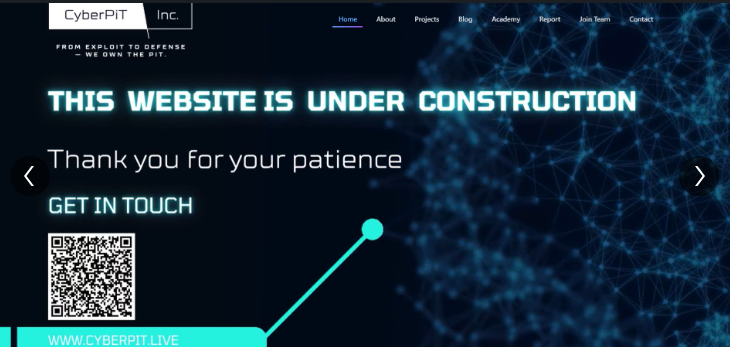 CyberPiT Inc.
FROM EXPLOIT TO DEFENSE
— WE OWN THE PIT.
Home About Projects Blog Academy Report Join Team Contact
THIS WEBSITE IS UNDER CONSTRUCTION
Thank you for your patience
GET IN TOUCH
WWW.CYBERPIT.LIVE